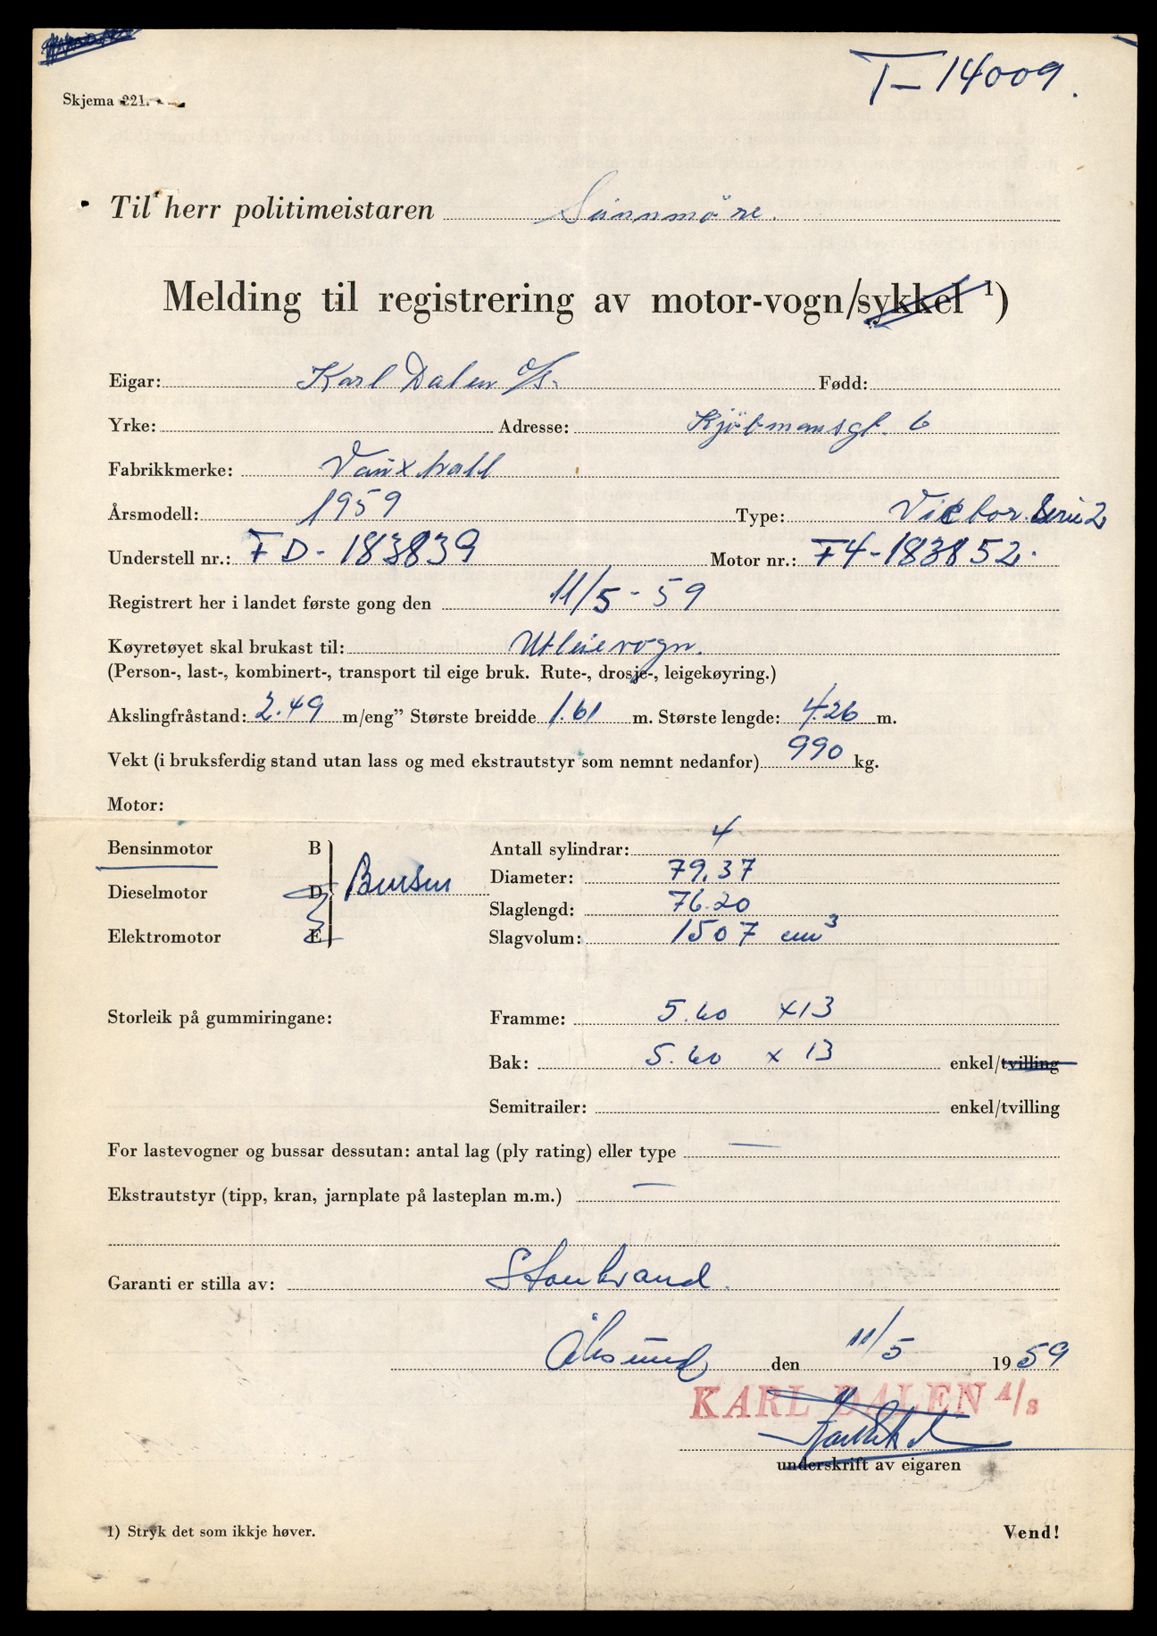 T-14009.
Skjema 221.
Til herr politimeistaren Sunnmöre.
Melding til registrering av motor-vogn/sykkel ¹)
Eigar: Karl Dalen a/s. Fødd:
Yrke: Adresse: Kjöbmansgt. 6
Fabrikkmerke: Vauxhall
Årsmodell: 1959 Type: Victor Serie 2
Understell nr.: FD-183839 Motor nr.: F4-183852.
Registrert her i landet første gong den 11/5-59
Køyretøyet skal brukast til: Utleievogn.
(Person-, last-, kombinert-, transport til eige bruk. Rute-, drosje-, leigekøyring.)
Akslingfråstand: 2.49 m/eng” Største breidde 1.61 m. Største lengde: 4.26 m.
Vekt (i bruksferdig stand utan lass og med ekstrautstyr som nemnt nedanfor) 990 kg.
Motor:
Bensinmotor B Antall sylindrar: 4
Diameter: 79.37
Dieselmotor D Bensin
Slaglengd: 76.20
Elektromotor E Slagvolum: 1507 cm³
Storleik på gummiringane: Framme: 5.60 x13
Bak: 5.60 x 13 enkel/tvilling
Semitrailer: enkel/tvilling
For lastevogner og bussar dessutan: antal lag (ply rating) eller type —
Ekstrautstyr (tipp, kran, jarnplate på lasteplan m.m.) —
Garanti er stilla av: Storbrand.
Ålesund den 11/5 1959
KARL DALEN A/S
underskrift av eigaren
1) Stryk det som ikkje høver. Vend!